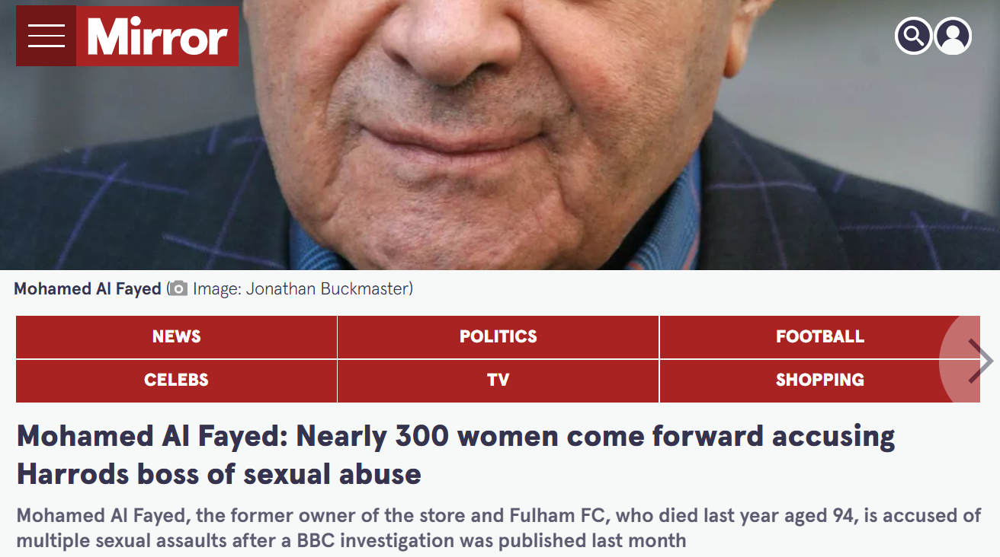 Mirror
Mohamed Al Fayed ( Image: Jonathan Buckmaster)
NEWS
POLITICS
FOOTBALL
CELEBS
TV
SHOPPING
Mohamed Al Fayed: Nearly 300 women come forward accusing
Harrods boss of sexual abuse
Mohamed Al Fayed, the former owner of the store and Fulham FC, who died last year aged 94, is accused of
multiple sexual assaults after a BBC investigation was published last month